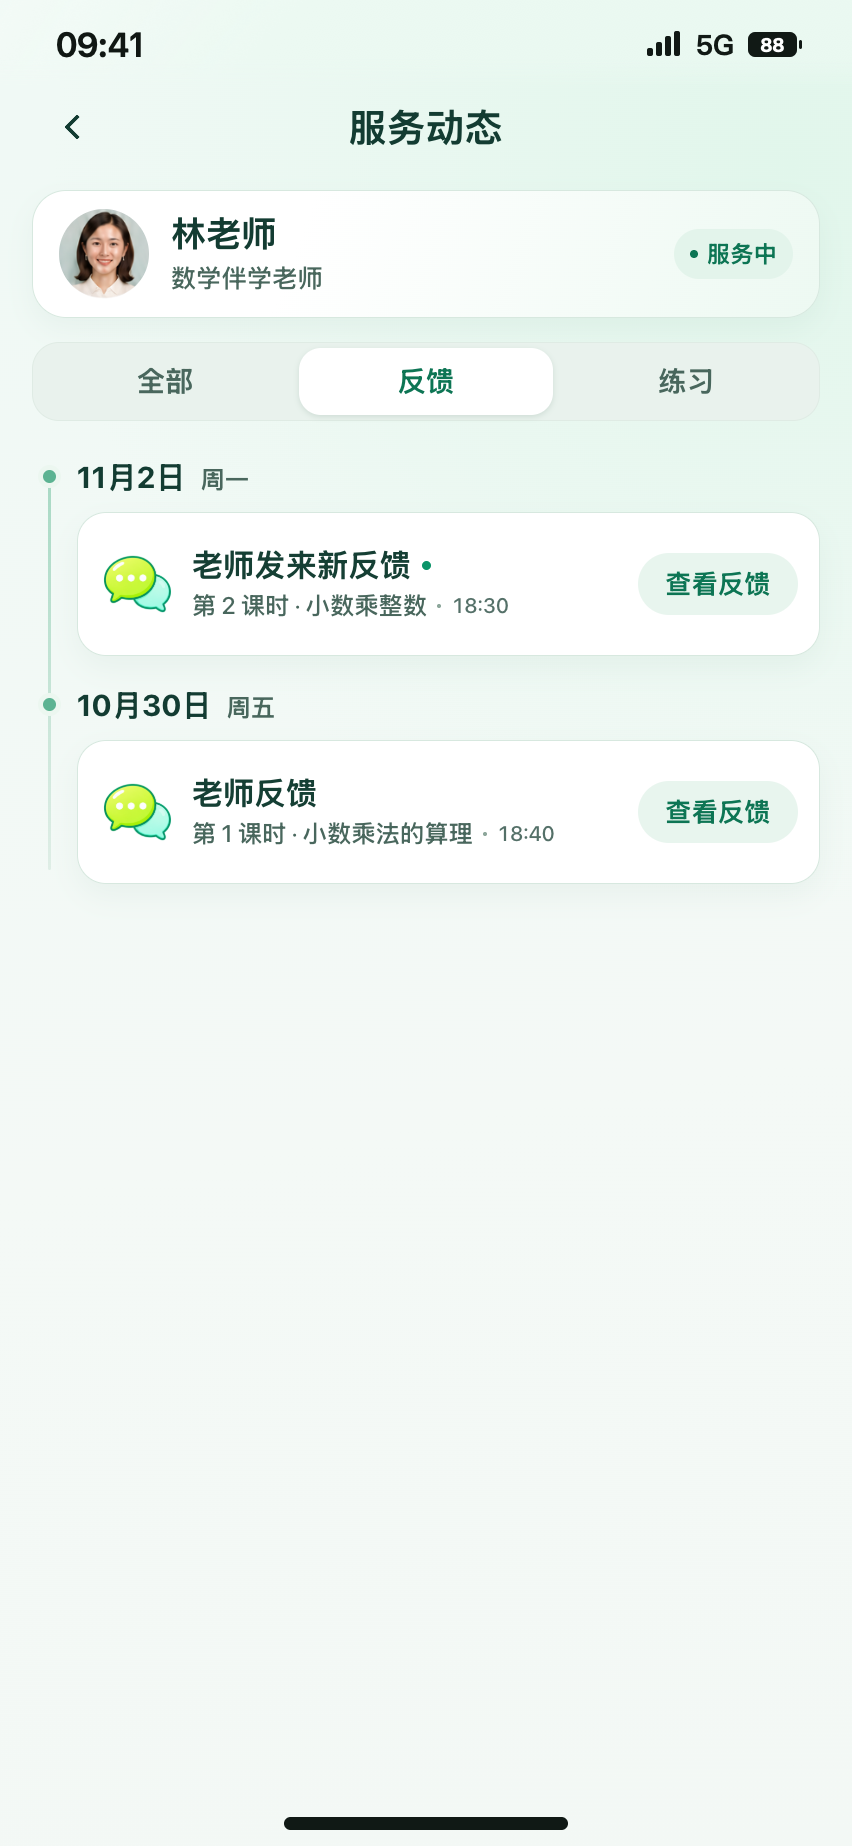 09:41
5G 88
服务动态
林老师
数学伴学老师
• 服务中
全部 反馈 练习
11月2日 周一
老师发来新反馈 •
第 2 课时 · 小数乘整数 · 18:30
查看反馈
10月30日 周五
老师反馈
第 1 课时 · 小数乘法的算理 · 18:40
查看反馈